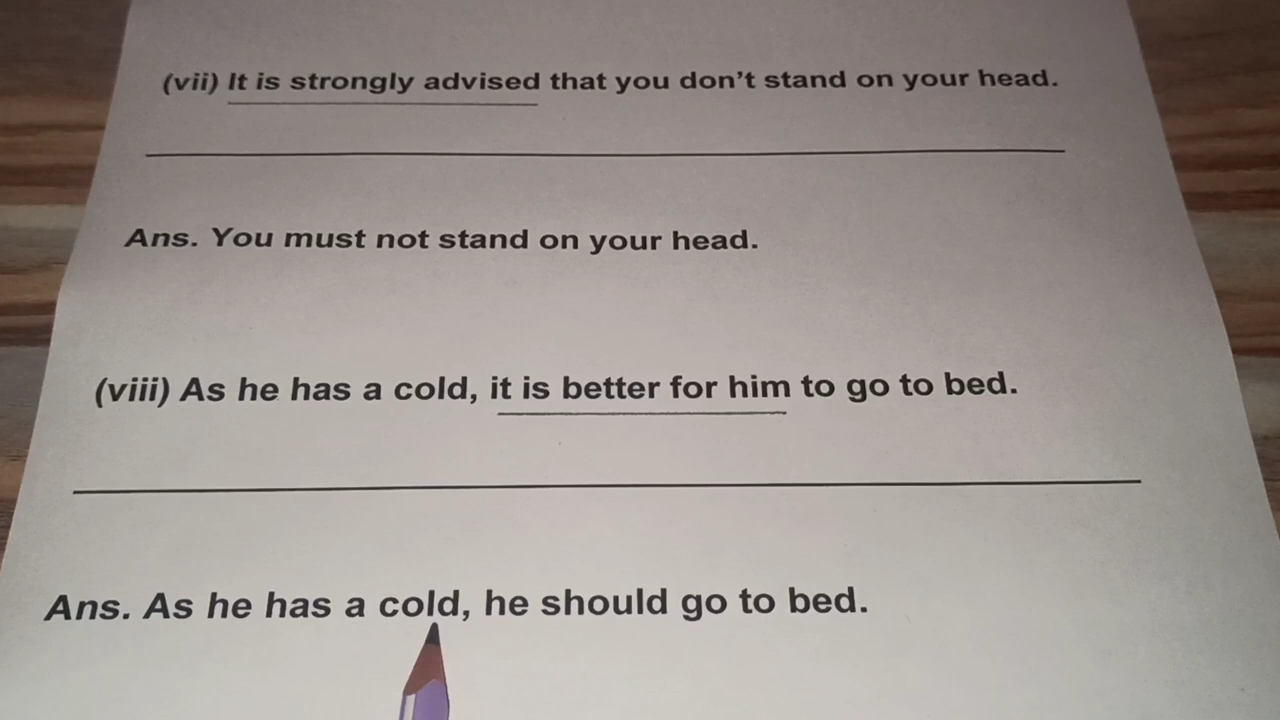 (vii) It is strongly advised that you don't stand on your head.
Ans. You must not stand on your head.
(viii) As he has a cold, it is better for him to go to bed.
Ans. As he has a cold, he should go to bed.